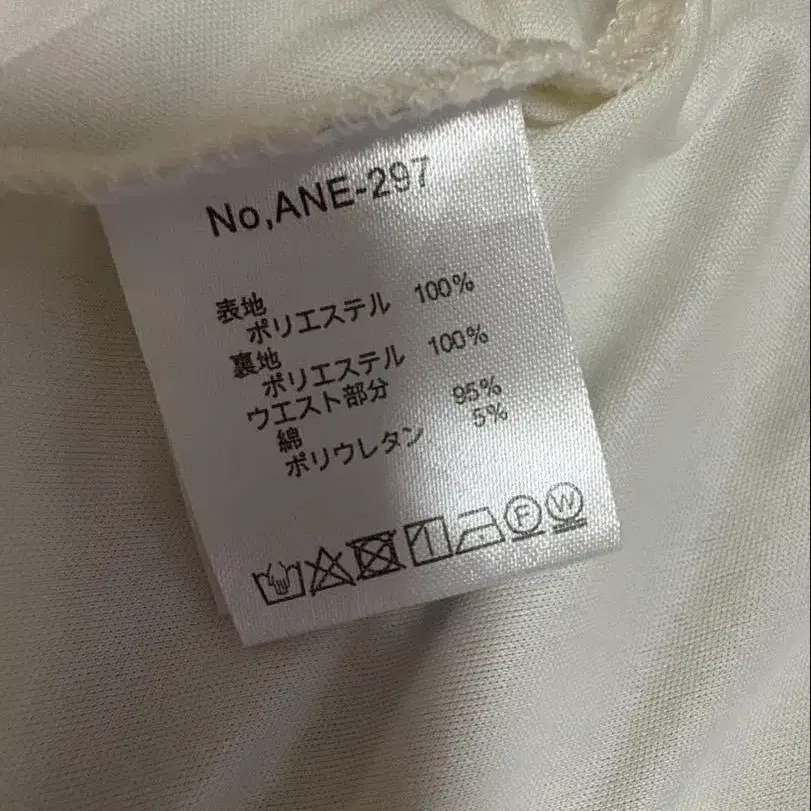 No,ANE-297
表地
ポリエステル 100%
裏地
ポリエステル 100%
ウエスト部分
綿 95%
ポリウレタン 5%
F W